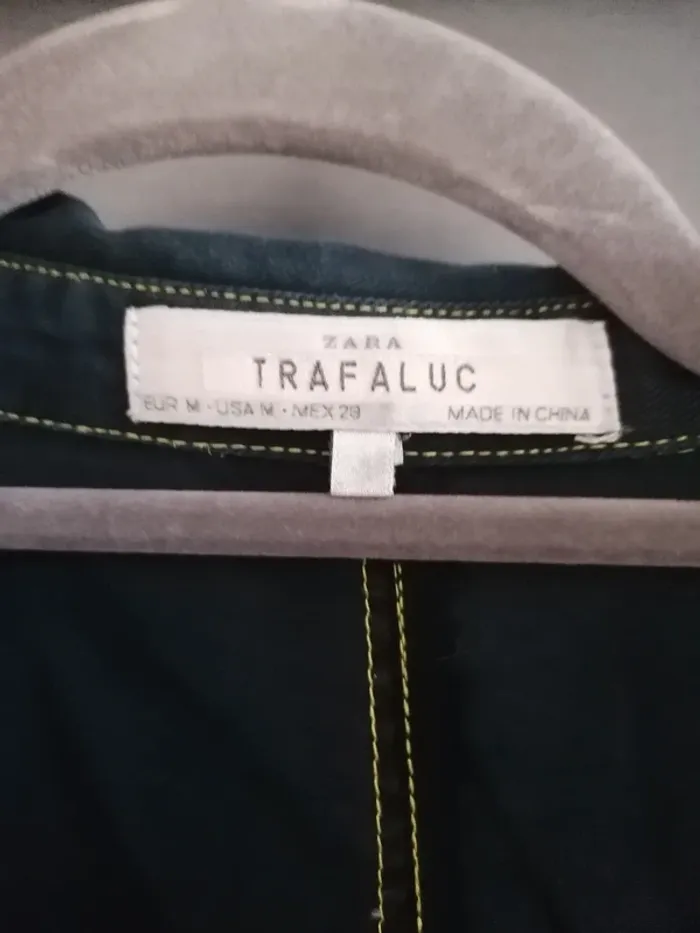 ZARA
TRAFALUC
EUR M - USA M - MEX 28
MADE IN CHINA